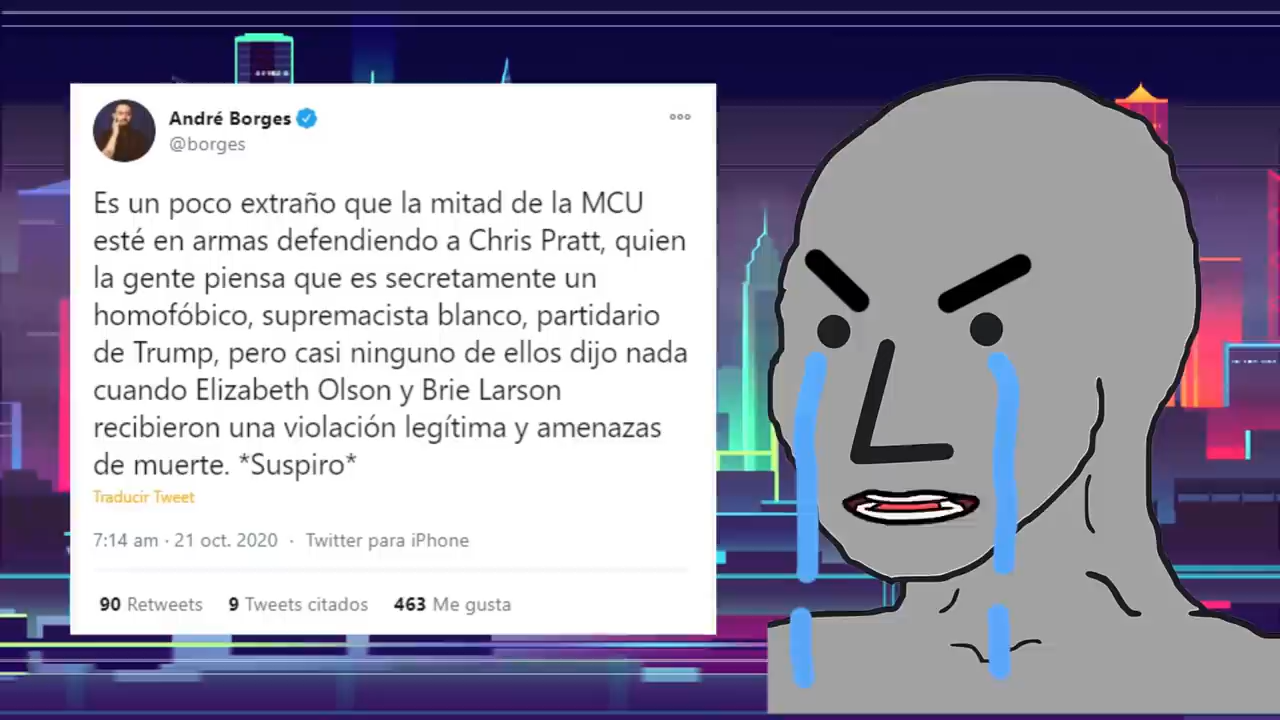 André Borges
@borges
Es un poco extraño que la mitad de la MCU
esté en armas defendiendo a Chris Pratt, quien
la gente piensa que es secretamente un
homofóbico, supremacista blanco, partidario
de Trump, pero casi ninguno de ellos dijo nada
cuando Elizabeth Olson y Brie Larson
recibieron una violación legítima y amenazas
de muerte. *Suspiro*
Traducir Tweet
7:14 am · 21 oct. 2020 · Twitter para iPhone
90 Retweets 9 Tweets citados 463 Me gusta